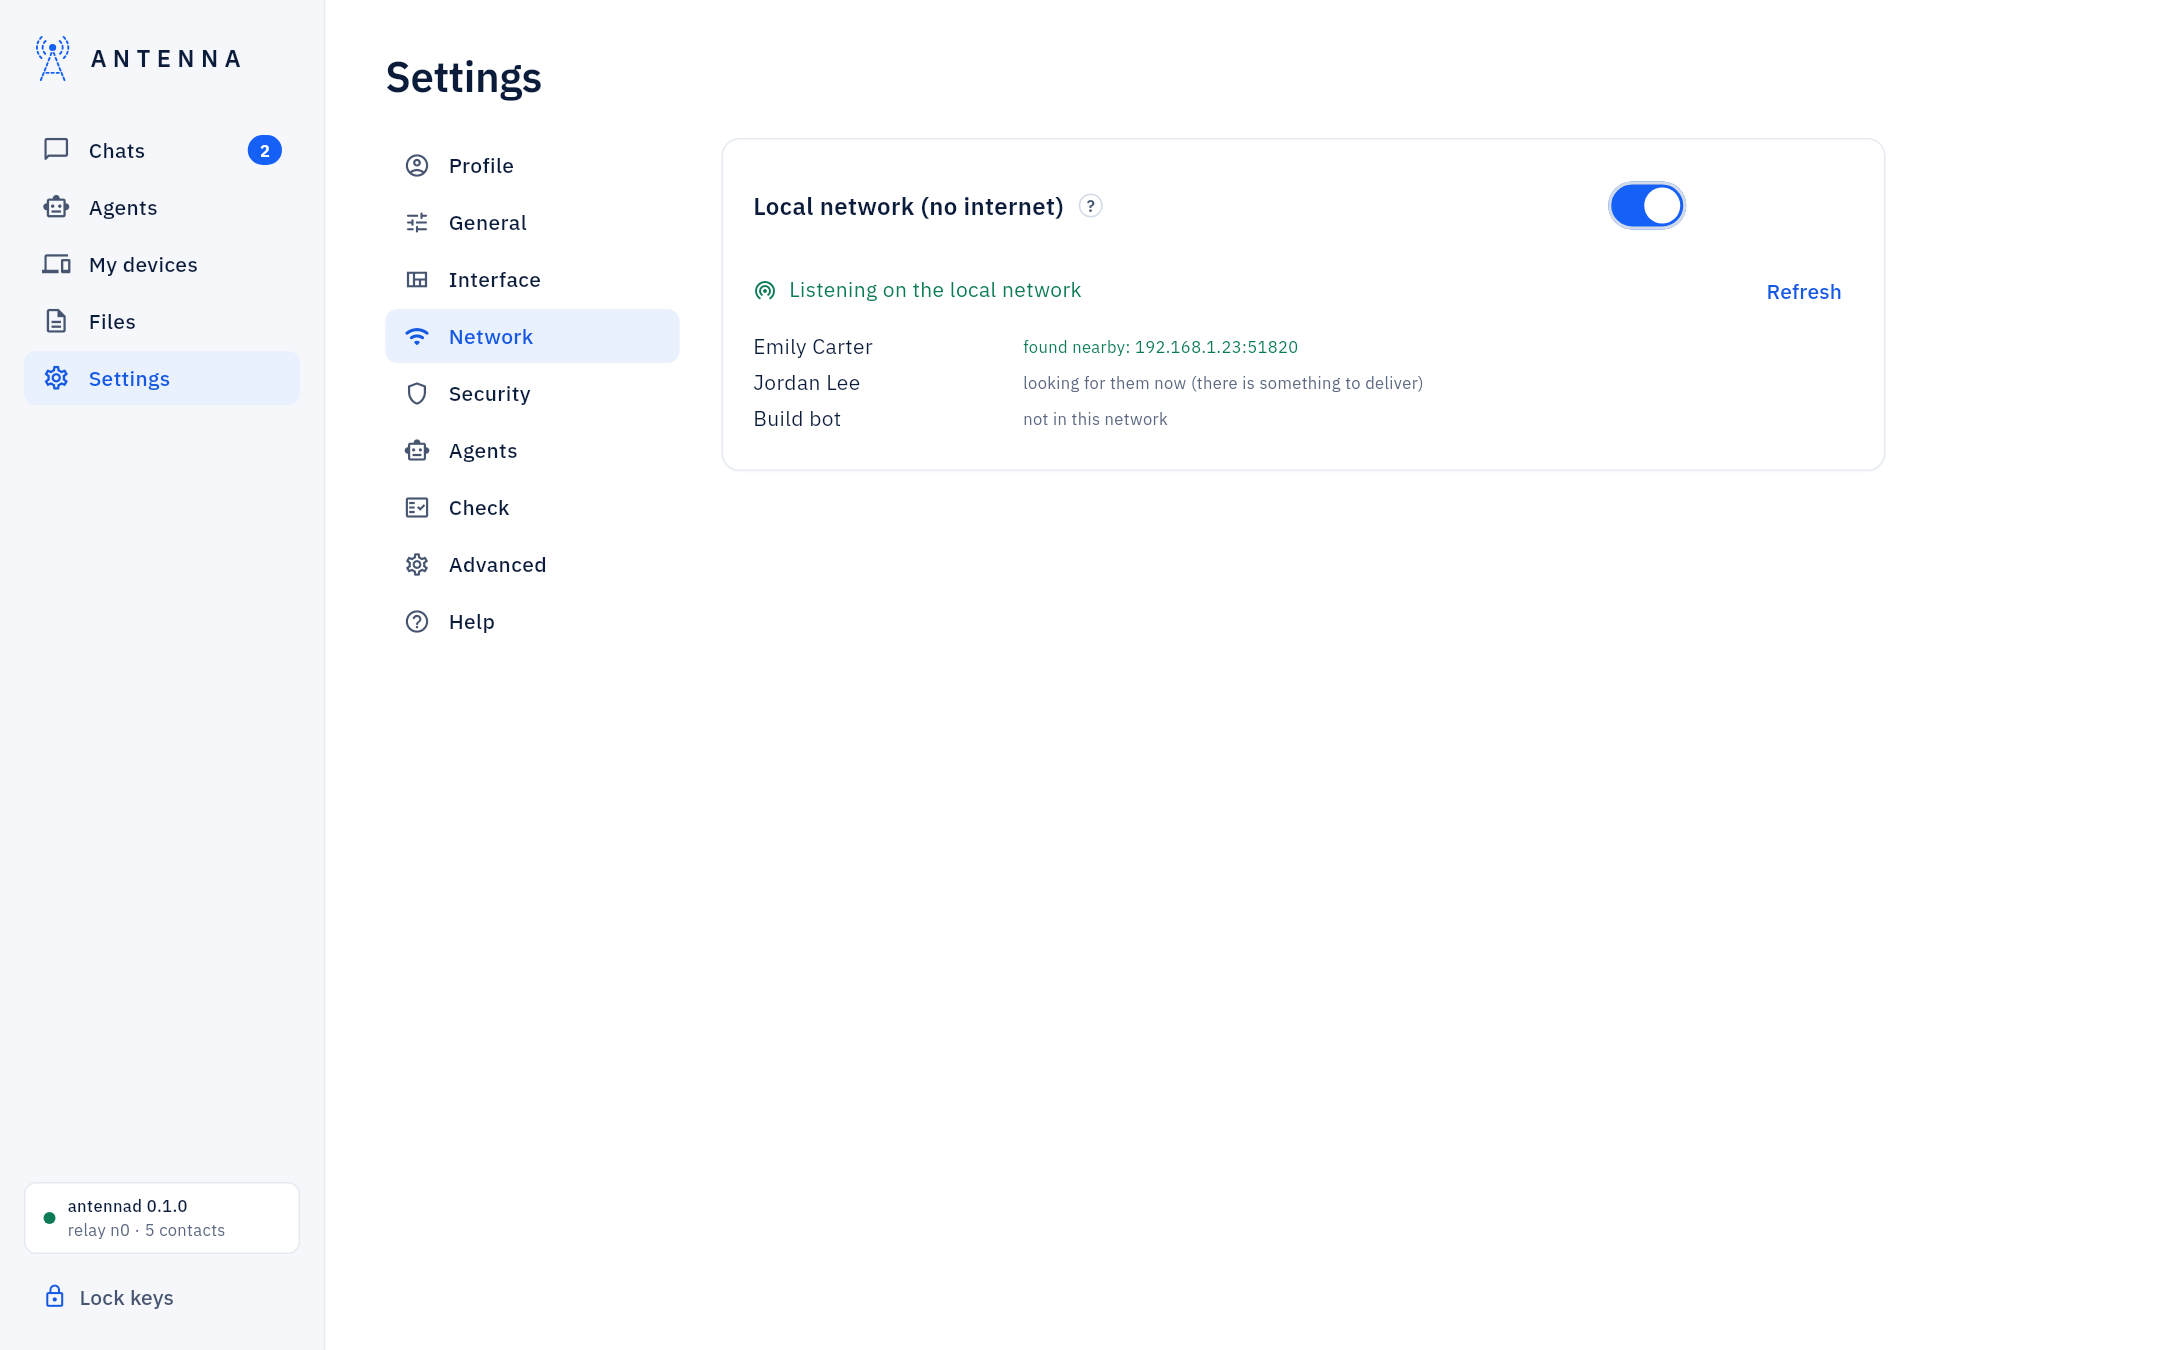 ANTENNA
Chats 2
Agents
My devices
Files
Settings
antennad 0.1.0
relay n0 · 5 contacts
Lock keys
Settings
Profile
General
Interface
Network
Security
Agents
Check
Advanced
Help
Local network (no internet) ?
Listening on the local network Refresh
Emily Carter found nearby: 192.168.1.23:51820
Jordan Lee looking for them now (there is something to deliver)
Build bot not in this network